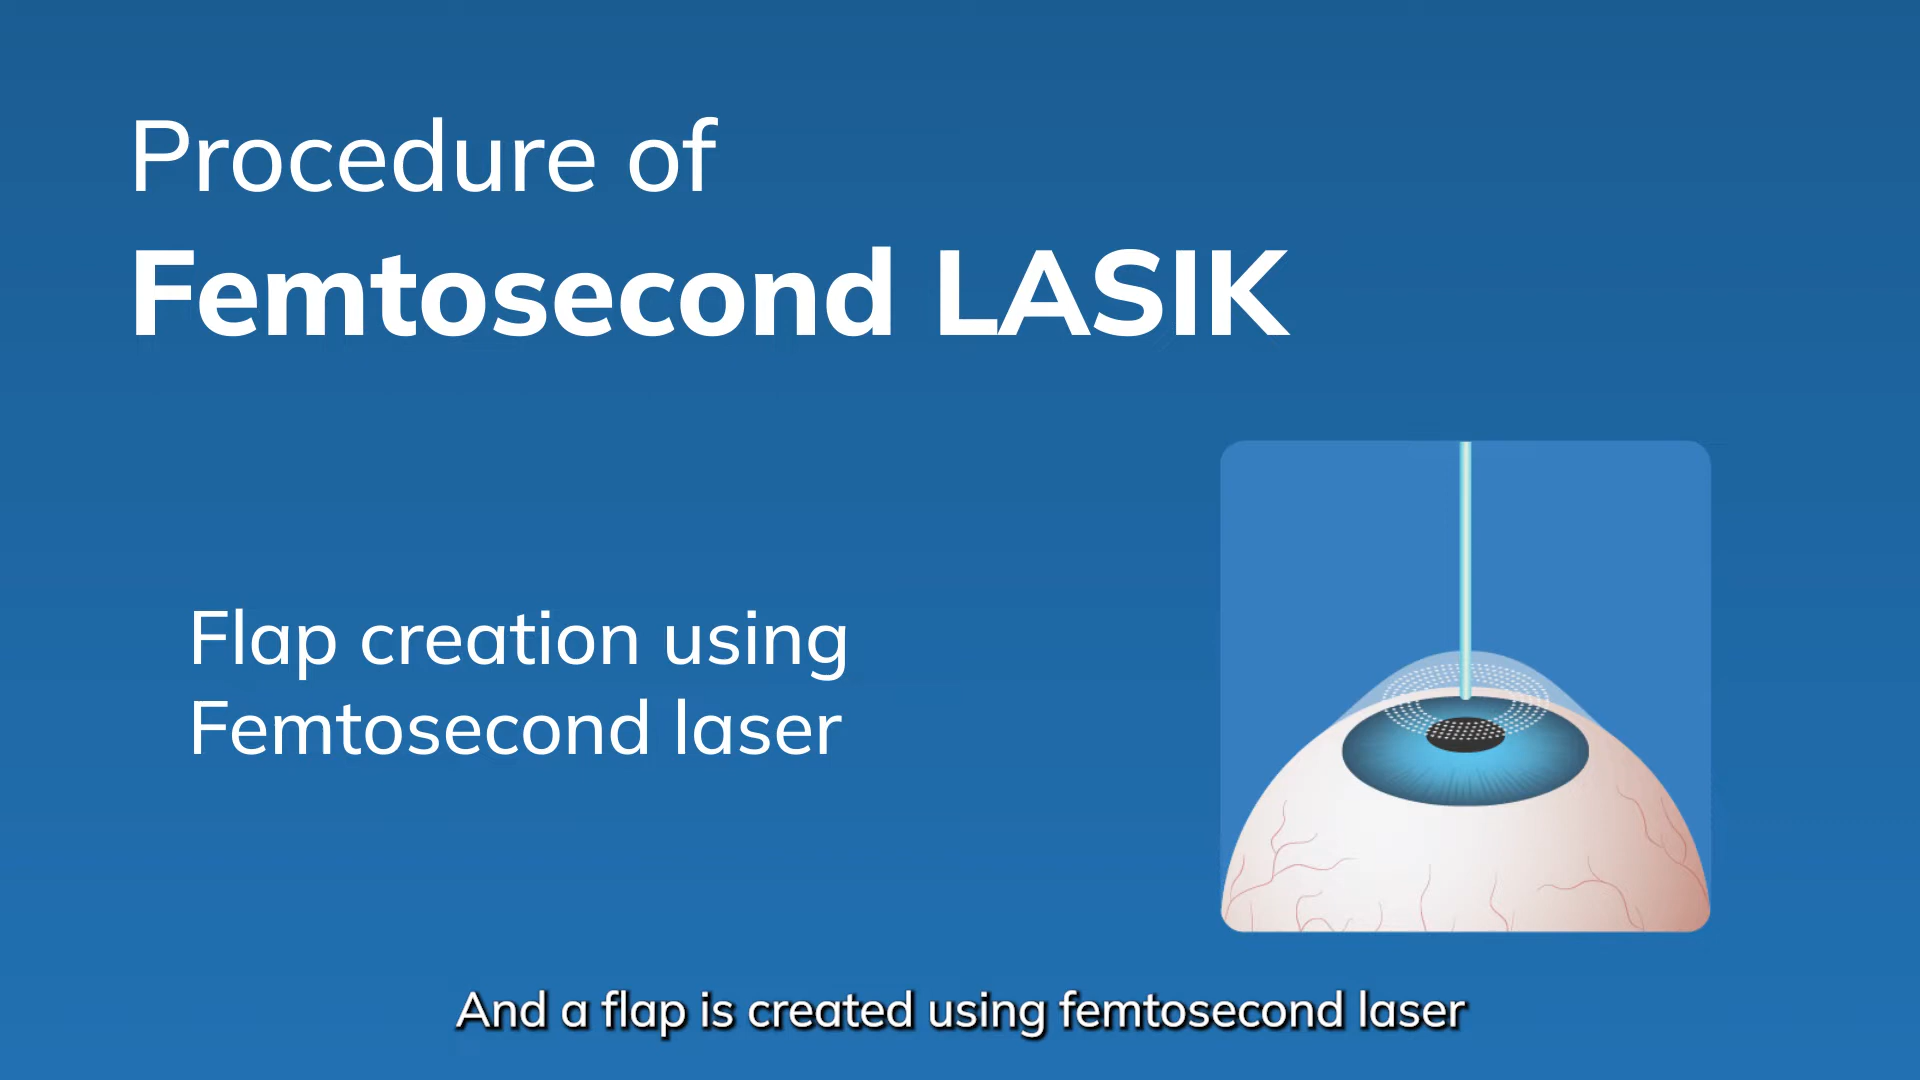 Procedure of
Femtosecond LASIK
Flap creation using
Femtosecond laser
And a flap is created using femtosecond laser